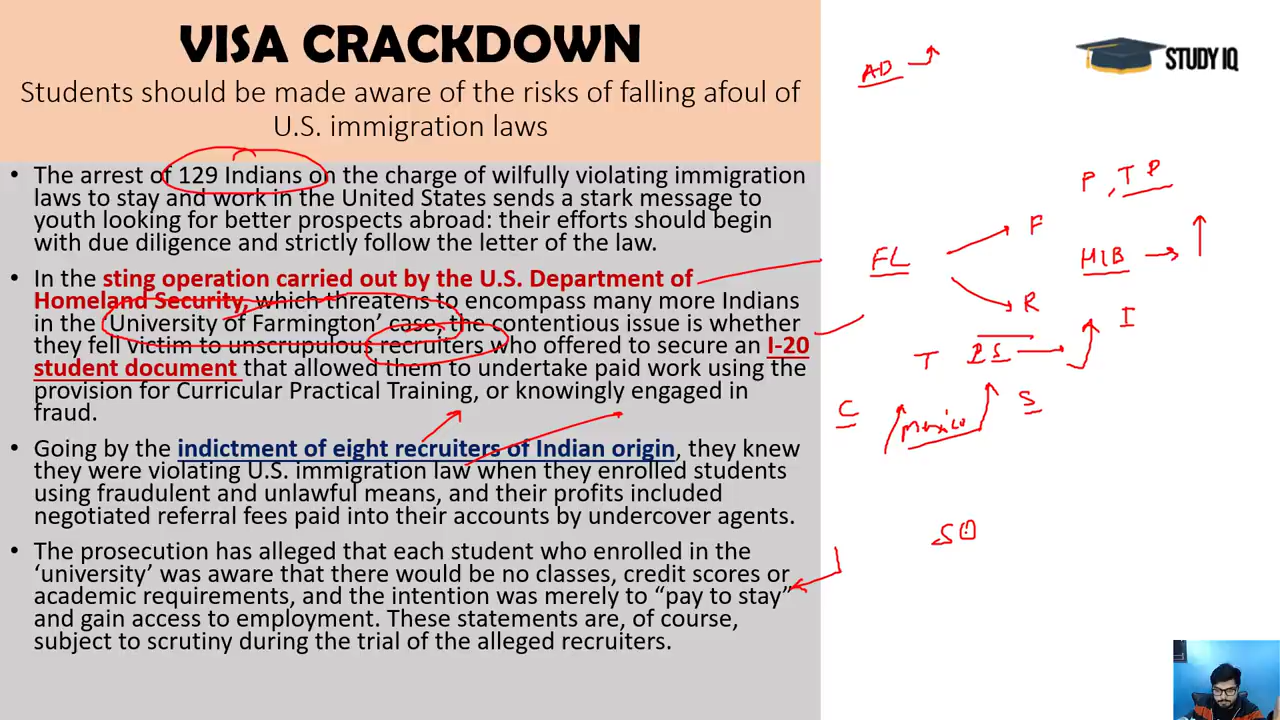 VISA CRACKDOWN
Students should be made aware of the risks of falling afoul of
U.S. immigration laws
• The arrest of 129 Indians on the charge of wilfully violating immigration
laws to stay and work in the United States sends a stark message to
youth looking for better prospects abroad: their efforts should begin
with due diligence and strictly follow the letter of the law.
• In the sting operation carried out by the U.S. Department of
Homeland Security, which threatens to encompass many more Indians
in the University of Farmington’ case, the contentious issue is whether
they fell victim to unscrupulous recruiters who offered to secure an I-20
student document that allowed them to undertake paid work using the
provision for Curricular Practical Training, or knowingly engaged in
fraud.
• Going by the indictment of eight recruiters of Indian origin, they knew
they were violating U.S. immigration law when they enrolled students
using fraudulent and unlawful means, and their profits included
negotiated referral fees paid into their accounts by undercover agents.
• The prosecution has alleged that each student who enrolled in the
‘university’ was aware that there would be no classes, credit scores or
academic requirements, and the intention was merely to “pay to stay”
and gain access to employment. These statements are, of course,
subject to scrutiny during the trial of the alleged recruiters.
STUDY IQ
AD
P, TP
F
FL
H1B
R
I
T
C
Mexico
S